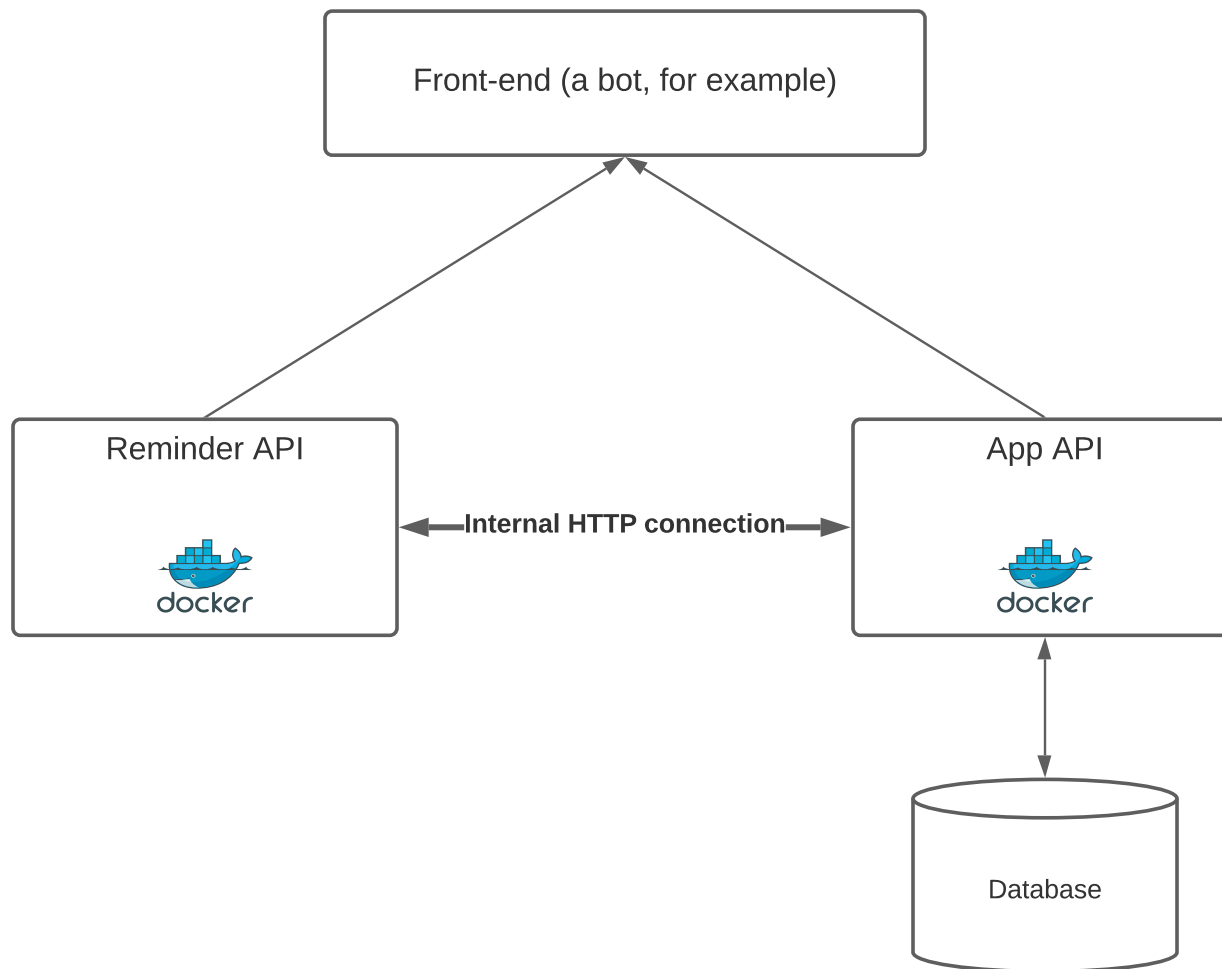 Front-end (a bot, for example)
Reminder API
App API
Internal HTTP connection
docker
docker
Database